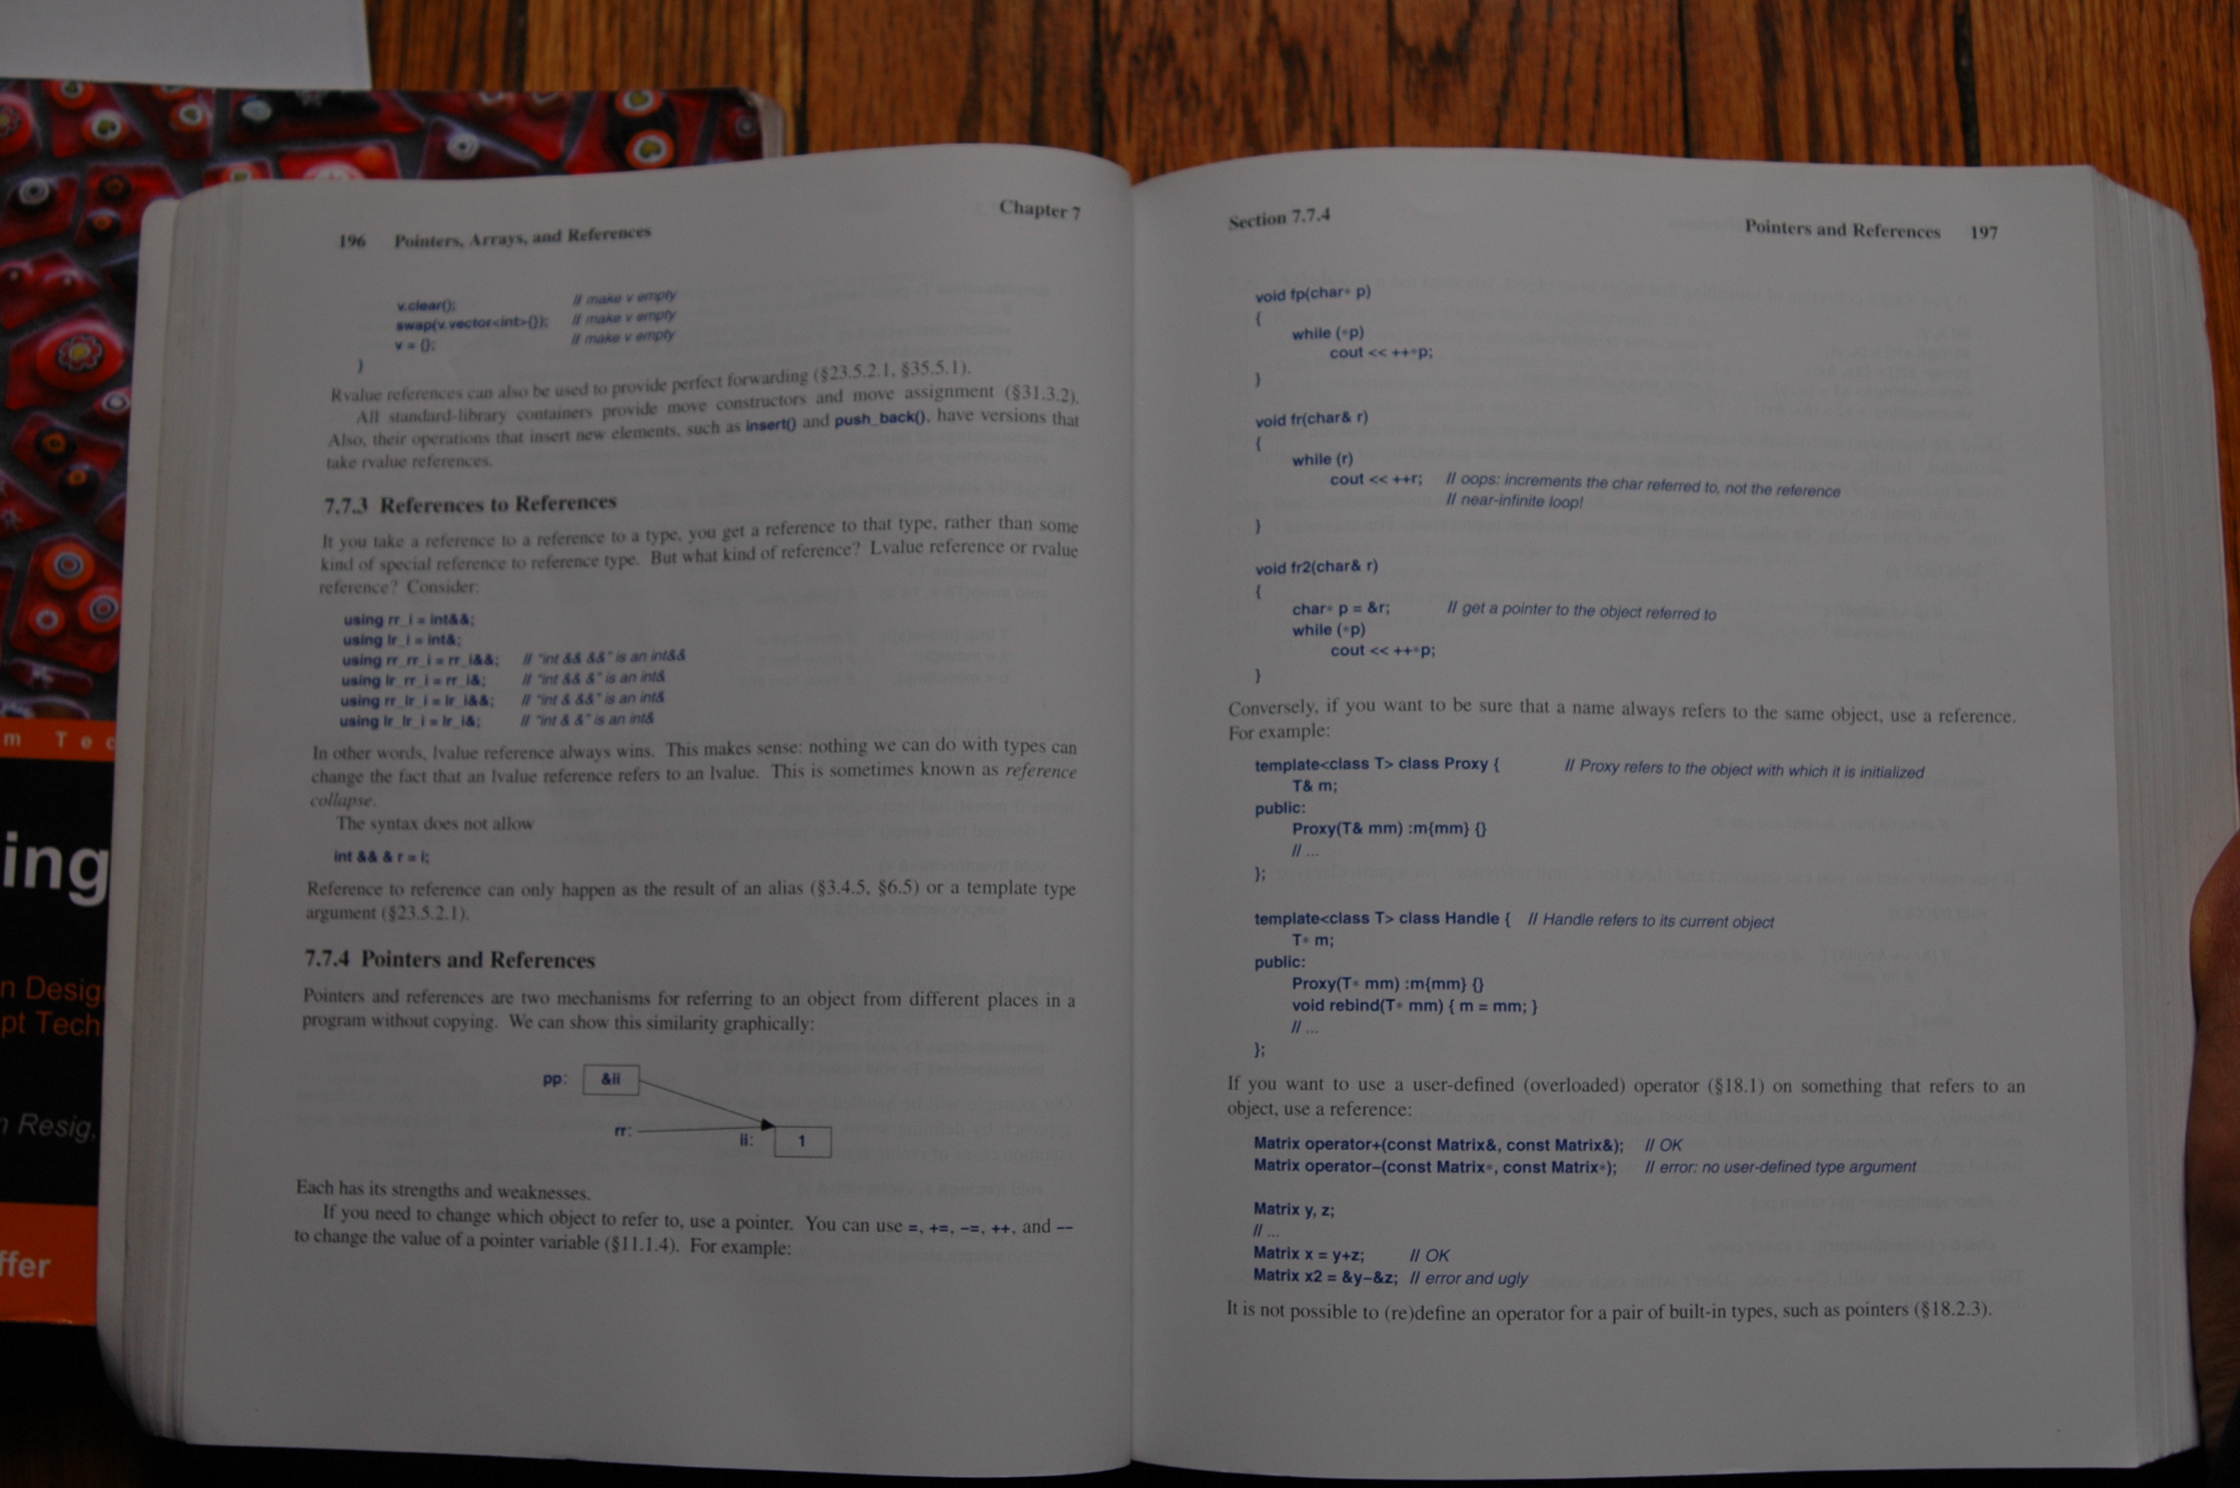 196 Pointers, Arrays, and References Chapter 7
v.clear(); // make v empty
swap(v,vector<int>{}); // make v empty
v = {}; // make v empty
}
Rvalue references can also be used to provide perfect forwarding (§23.5.2.1, §35.5.1).
All standard-library containers provide move constructors and move assignment (§31.3.2).
Also, their operations that insert new elements, such as insert() and push_back(), have versions that
take rvalue references.
7.7.3 References to References
If you take a reference to a reference to a type, you get a reference to that type, rather than some
kind of special reference to reference type. But what kind of reference? Lvalue reference or rvalue
reference? Consider:
using rr_i = int&&;
using lr_i = int&;
using rr_rr_i = rr_i&&; // "int && &&" is an int&&
using lr_rr_i = rr_i&; // "int && &" is an int&
using rr_lr_i = lr_i&&; // "int & &&" is an int&
using lr_lr_i = lr_i&; // "int & &" is an int&
In other words, lvalue reference always wins. This makes sense: nothing we can do with types can
change the fact that an lvalue reference refers to an lvalue. This is sometimes known as reference
collapse.
The syntax does not allow
int && & r = i;
Reference to reference can only happen as the result of an alias (§3.4.5, §6.5) or a template type
argument (§23.5.2.1).
7.7.4 Pointers and References
Pointers and references are two mechanisms for referring to an object from different places in a
program without copying. We can show this similarity graphically:
pp: &ii
rr:
ii: 1
Each has its strengths and weaknesses.
If you need to change which object to refer to, use a pointer. You can use =, +=, -=, ++, and --
to change the value of a pointer variable (§11.1.4). For example:
Section 7.7.4 Pointers and References 197
void fp(char* p)
{
while (*p)
cout << ++*p;
}
void fr(char& r)
{
while (r)
cout << ++r; // oops: increments the char referred to, not the reference
// near-infinite loop!
}
void fr2(char& r)
{
char* p = &r; // get a pointer to the object referred to
while (*p)
cout << ++*p;
}
Conversely, if you want to be sure that a name always refers to the same object, use a reference.
For example:
template<class T> class Proxy { // Proxy refers to the object with which it is initialized
T& m;
public:
Proxy(T& mm) :m{mm} {}
// ...
};
template<class T> class Handle { // Handle refers to its current object
T* m;
public:
Proxy(T* mm) :m{mm} {}
void rebind(T* mm) { m = mm; }
// ...
};
If you want to use a user-defined (overloaded) operator (§18.1) on something that refers to an
object, use a reference:
Matrix operator+(const Matrix&, const Matrix&); // OK
Matrix operator-(const Matrix*, const Matrix*); // error: no user-defined type argument
Matrix y, z;
// ...
Matrix x = y+z; // OK
Matrix x2 = &y-&z; // error and ugly
It is not possible to (re)define an operator for a pair of built-in types, such as pointers (§18.2.3).
m Tec
ing
n Desig
pt Tech
n Resig,
ffer